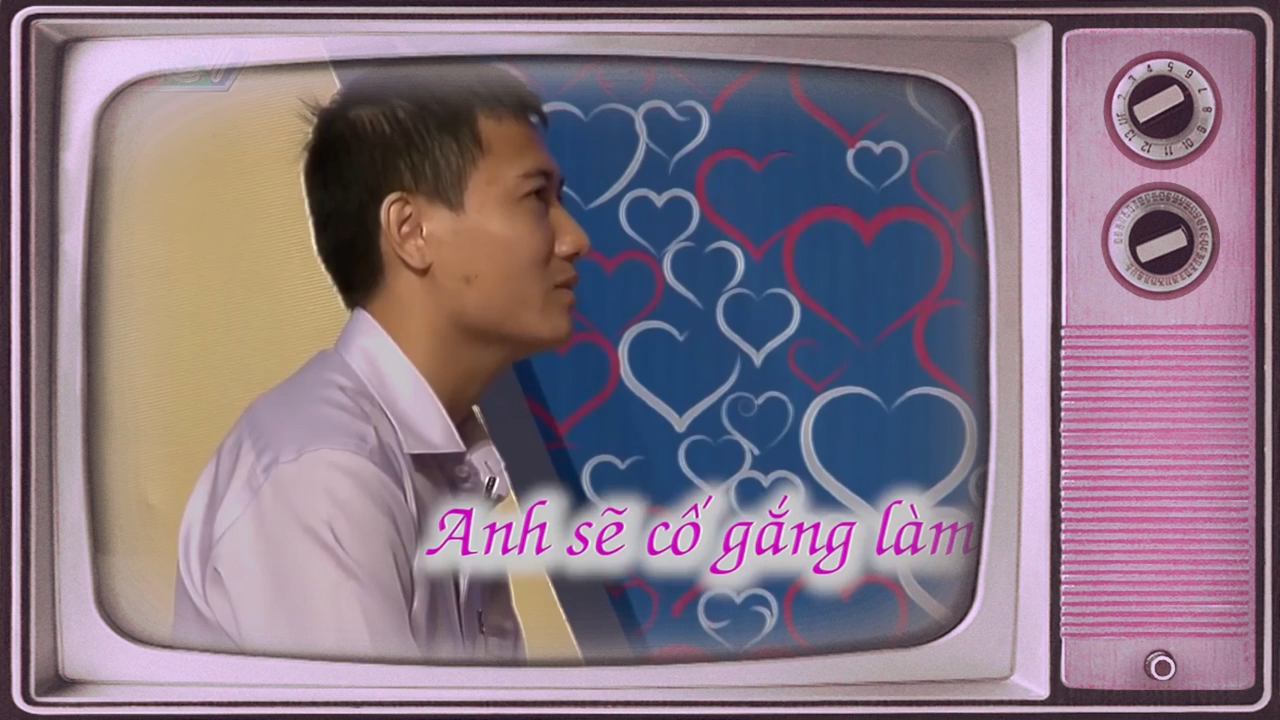 Anh sẽ cố gắng làm